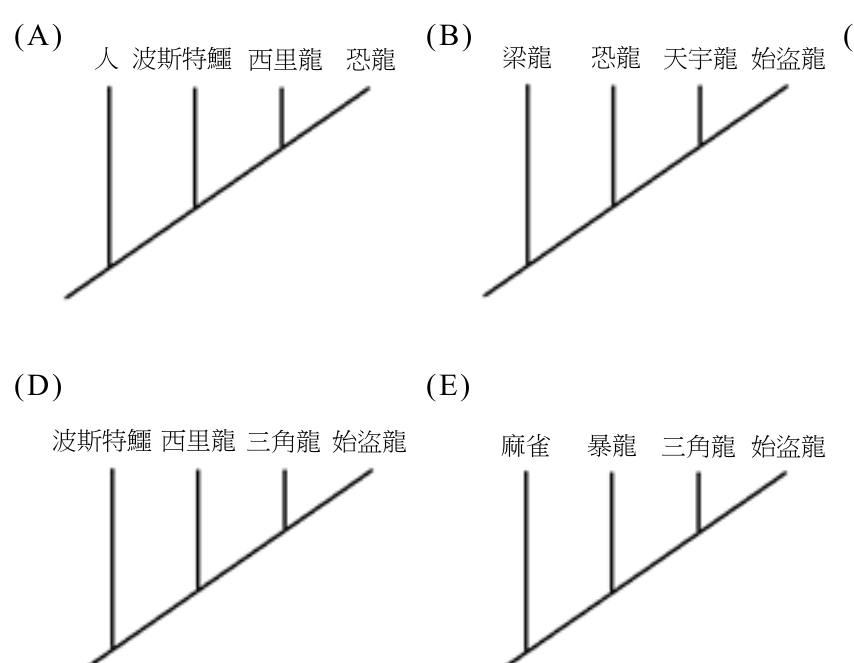 (A)
人 波斯特鱷 西里龍 恐龍
(B)
梁龍 恐龍 天宇龍 始盜龍
(
(D)
波斯特鱷 西里龍 三角龍 始盜龍
(E)
麻雀 暴龍 三角龍 始盜龍